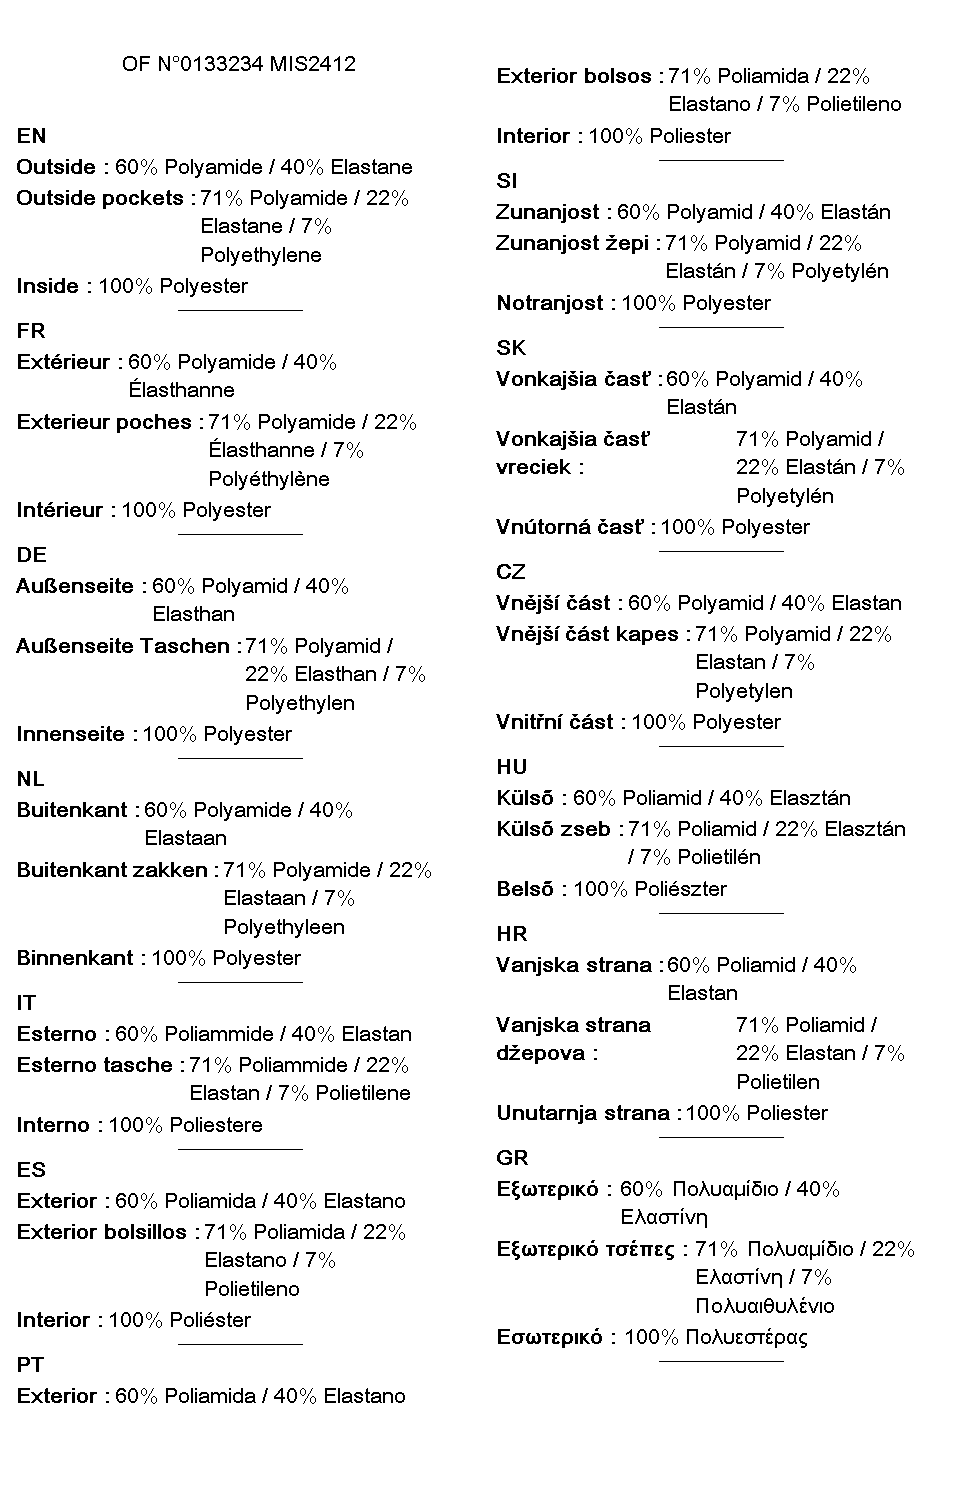 OF N°0133234 MIS2412
EN
Outside : 60% Polyamide / 40% Elastane
Outside pockets : 71% Polyamide / 22%
Elastane / 7%
Polyethylene
Inside : 100% Polyester
FR
Extérieur : 60% Polyamide / 40%
Élasthanne
Exterieur poches : 71% Polyamide / 22%
Élasthanne / 7%
Polyéthylène
Intérieur : 100% Polyester
DE
Außenseite : 60% Polyamid / 40%
Elasthan
Außenseite Taschen : 71% Polyamid /
22% Elasthan / 7%
Polyethylen
Innenseite : 100% Polyester
NL
Buitenkant : 60% Polyamide / 40%
Elastaan
Buitenkant zakken : 71% Polyamide / 22%
Elastaan / 7%
Polyethyleen
Binnenkant : 100% Polyester
IT
Esterno : 60% Poliammide / 40% Elastan
Esterno tasche : 71% Poliammide / 22%
Elastan / 7% Polietilene
Interno : 100% Poliestere
ES
Exterior : 60% Poliamida / 40% Elastano
Exterior bolsillos : 71% Poliamida / 22%
Elastano / 7%
Polietileno
Interior : 100% Poliéster
PT
Exterior : 60% Poliamida / 40% Elastano
Exterior bolsos : 71% Poliamida / 22%
Elastano / 7% Polietileno
Interior : 100% Poliester
SI
Zunanjost : 60% Polyamid / 40% Elastán
Zunanjost žepi : 71% Polyamid / 22%
Elastán / 7% Polyetylén
Notranjost : 100% Polyester
SK
Vonkajšia časť : 60% Polyamid / 40%
Elastán
Vonkajšia časť 71% Polyamid /
vreciek : 22% Elastán / 7%
Polyetylén
Vnútorná časť : 100% Polyester
CZ
Vnější část : 60% Polyamid / 40% Elastan
Vnější část kapes : 71% Polyamid / 22%
Elastan / 7%
Polyetylen
Vnitřní část : 100% Polyester
HU
Külső : 60% Poliamid / 40% Elasztán
Külső zseb : 71% Poliamid / 22% Elasztán
/ 7% Polietilén
Belső : 100% Poliészter
HR
Vanjska strana : 60% Poliamid / 40%
Elastan
Vanjska strana 71% Poliamid /
džepova : 22% Elastan / 7%
Polietilen
Unutarnja strana : 100% Poliester
GR
Εξωτερικό : 60% Πολυαμίδιο / 40%
Ελαστίνη
Εξωτερικό τσέπες : 71% Πολυαμίδιο / 22%
Ελαστίνη / 7%
Πολυαιθυλένιο
Εσωτερικό : 100% Πολυεστέρας